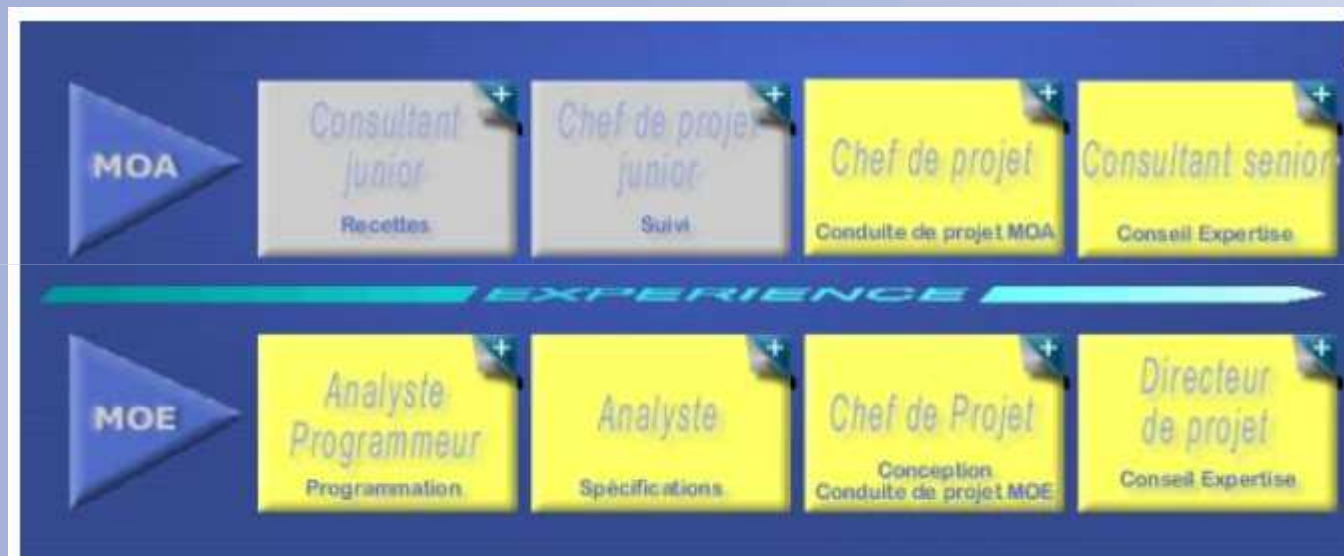 MOA
Consultant
junior
Recettes
Chef de projet
junior
Suivi
Chef de projet
Conduite de projet MOA
Consultant senior
Conseil Expertise
EXPERIENCE
MOE
Analyste
Programmeur
Programmation
Analyste
Spécifications
Chef de Projet
Conception
Conduite de projet MOE
Directeur
de projet
Conseil Expertise